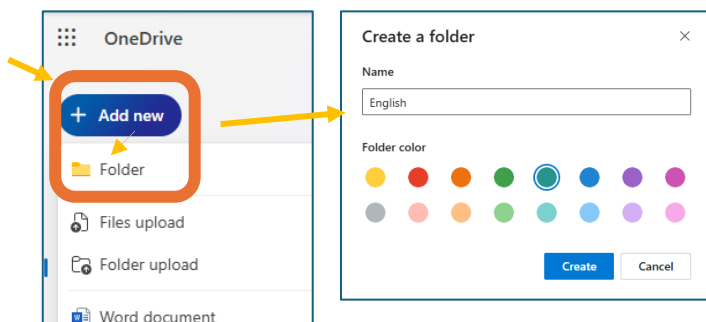 OneDrive
+ Add new
Folder
Files upload
Folder upload
Word document
Create a folder
Name
English
Folder color
Create Cancel